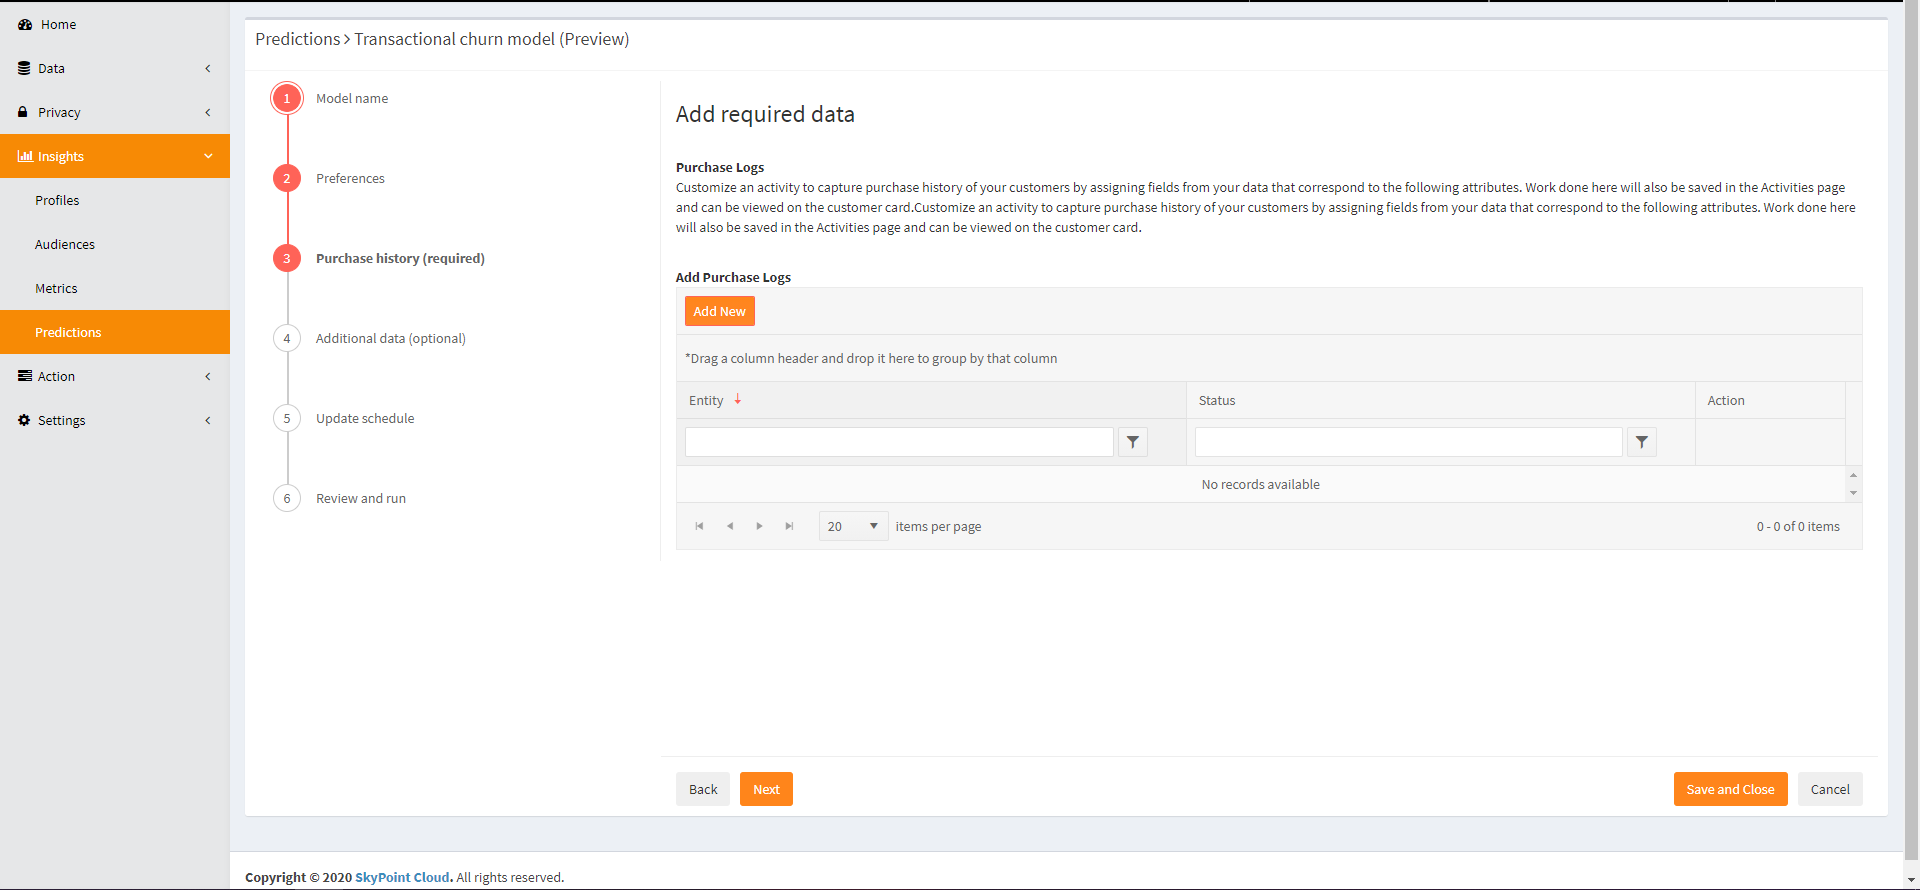 Home
Data
Privacy
Insights
Profiles
Audiences
Metrics
Predictions
Action
Settings
Predictions > Transactional churn model (Preview)
1 Model name
2 Preferences
3 Purchase history (required)
4 Additional data (optional)
5 Update schedule
6 Review and run
Add required data
Purchase Logs
Customize an activity to capture purchase history of your customers by assigning fields from your data that correspond to the following attributes. Work done here will also be saved in the Activities page
and can be viewed on the customer card.Customize an activity to capture purchase history of your customers by assigning fields from your data that correspond to the following attributes. Work done here
will also be saved in the Activities page and can be viewed on the customer card.
Add Purchase Logs
Add New
*Drag a column header and drop it here to group by that column
Entity Status Action
No records available
20 items per page 0 - 0 of 0 items
Back Next Save and Close Cancel
Copyright © 2020 SkyPoint Cloud. All rights reserved.